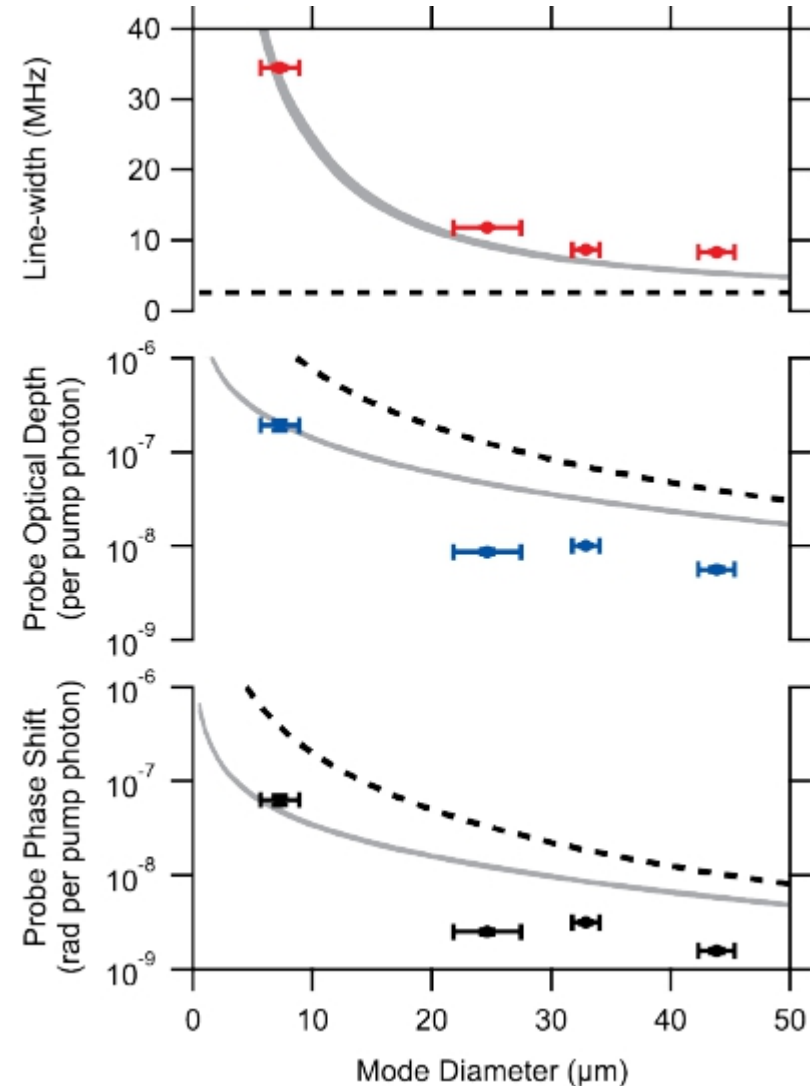 40
30
20
10
0
Line-width (MHz)
10-6
10-7
10-8
10-9
Probe Optical Depth
(per pump photon)
10-6
10-7
10-8
10-9
Probe Phase Shift
(rad per pump photon)
0 10 20 30 40 50
Mode Diameter (µm)